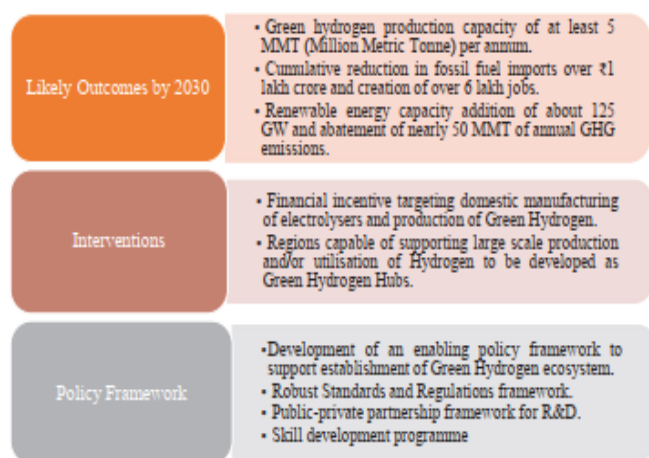 Likely Outcomes by 2030
• Green hydrogen production capacity of at least 5
MMT (Million Metric Tonne) per annum.
• Cumulative reduction in fossil fuel imports over ₹1
lakh crore and creation of over 6 lakh jobs.
• Renewable energy capacity addition of about 125
GW and abatement of nearly 50 MMT of annual GHG
emissions.
Interventions
• Financial incentive targeting domestic manufacturing
of electrolysers and production of Green Hydrogen.
• Regions capable of supporting large scale production
and/or utilisation of Hydrogen to be developed as
Green Hydrogen Hubs.
Policy Framework
•Development of an enabling policy framework to
support establishment of Green Hydrogen ecosystem.
• Robust Standards and Regulations framework.
• Public-private partnership framework for R&D.
• Skill development programme